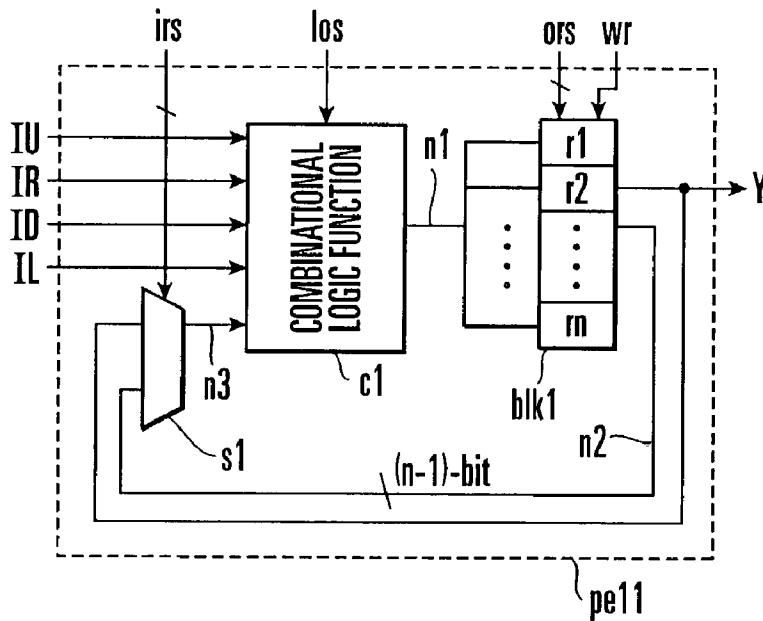 irs
los
ors
wr
IU
IR
ID
IL
COMBINATIONAL
LOGIC FUNCTION
n1
r1
r2
rn
Y
n3
c1
s1
blk1
n2
(n-1)-bit
pe11